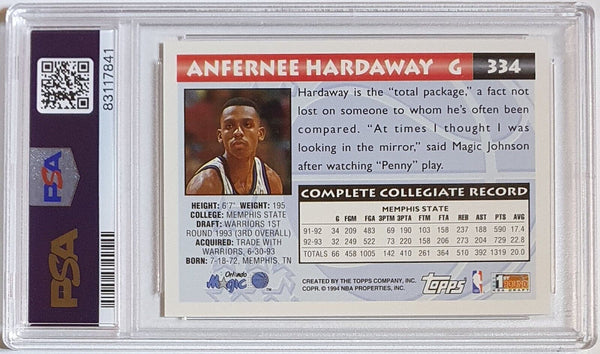 PSA
83117841
PSA
ANFERNEE HARDAWAY G 334
Hardaway is the "total package," a fact not
lost on someone to whom he's often been
compared. "At times I thought I was
looking in the mirror," said Magic Johnson
after watching "Penny" play.
HEIGHT: 6'7" WEIGHT: 195
COLLEGE: MEMPHIS STATE
DRAFT: WARRIORS 1ST
ROUND 1993 (3RD OVERALL)
ACQUIRED: TRADE WITH
WARRIORS, 6-30-93
BORN: 7-18-72, MEMPHIS, TN
COMPLETE COLLEGIATE RECORD
MEMPHIS STATE
G FGM FGA 3PTM 3PTA FTM FTA REB AST PTS AVE
91-92 34 209 483 69 190 103 158 237 188 590 17.4
92-93 32 249 522 73 220 158 206 273 204 729 22.8
TOTALS 66 458 1005 142 410 261 364 510 392 1319 20.0
Orlando
Magic
CREATED BY THE TOPPS COMPANY, INC.
COPR. © 1994 NBA PROPERTIES, INC.
TOPPS
NBA
1
NBA DRAFT